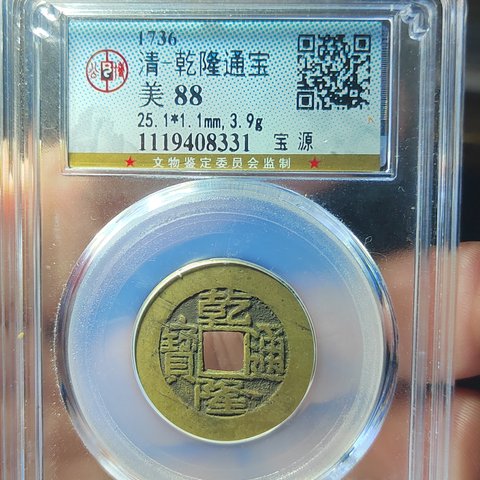 1736
清-乾隆通宝
美 88
25.1*1.1mm,3.9g
1119408331 宝 源
★ 文物鉴定委员会监制 ★
乾隆通寳